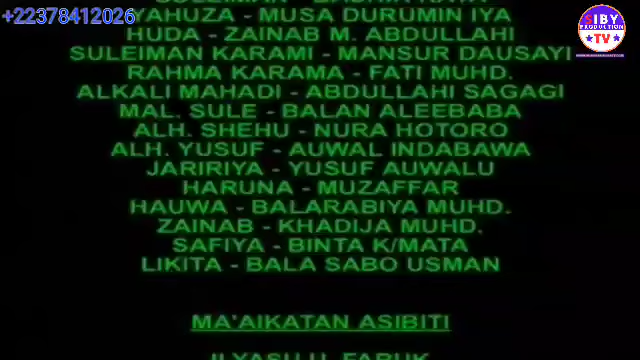 +22378412026
SIBY
PRODUCTION
TV
YAHUZA - MUSA DURUMIN IYA
HUDA - ZAINAB T. ABDULLAHI
SULEIMAN KARAMI - MANSUR DAUSAYI
RAHMA KARAMA - FATI MUHD.
ALKALI MAHADI - ABDULLAHI SAGAGI
MAL. SULE - BALAN ALEEBABA
ALH. SHEHU - NURA HOTORO
ALH. YUSUF - AUWAL INDABAWA
JARIRIYA - YUSUF AUWALU
HARUNA - MUZAFFAR
HAUWA - BALARABIYA MUHD.
ZAINAB - KHADIJA MUHD.
SAFIYA - BINTA K/MATA
LIKITA - BALA SABO USMAN
MA'AIKATAN ASIBITI